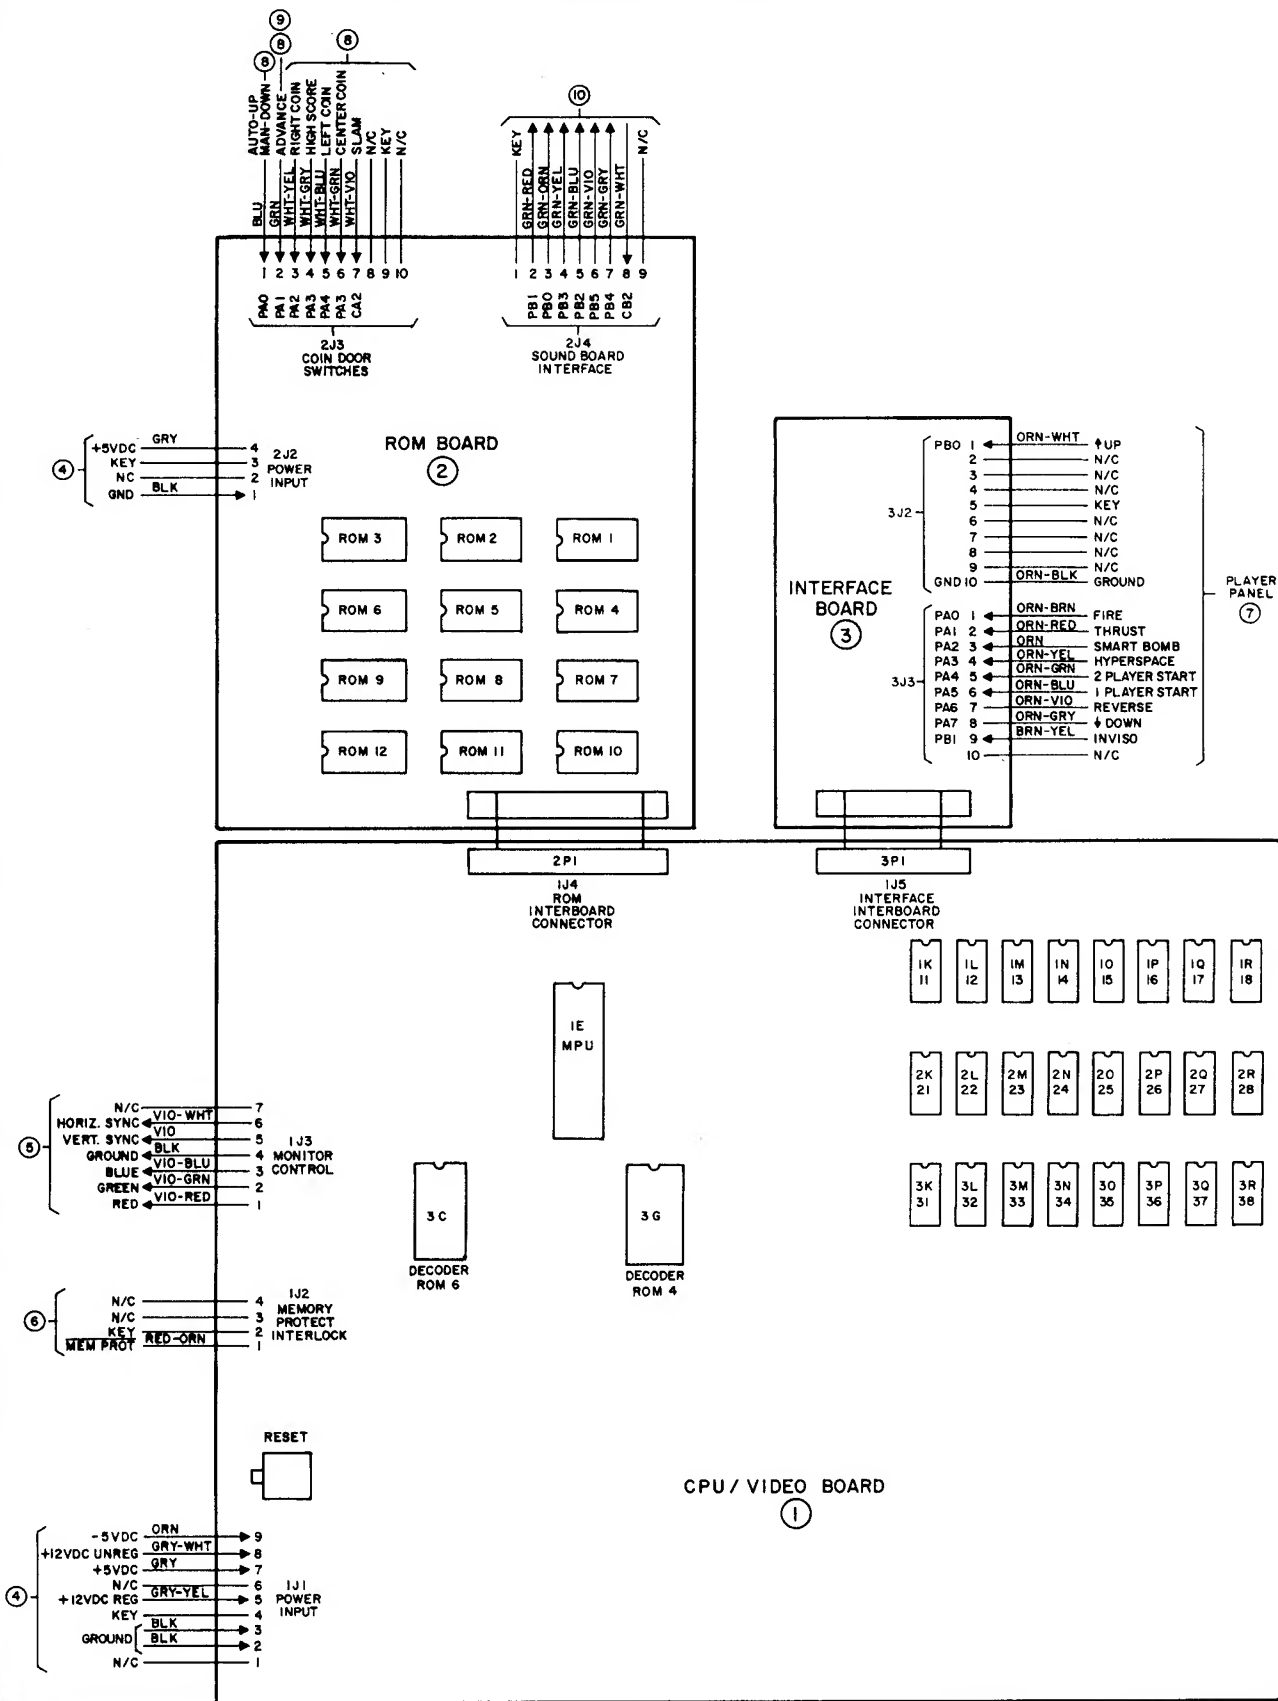 9
8
8
8
AUTO-UP
MAN-DOWN
ADVANCE
RIGHT COIN
HIGH SCORE
LEFT COIN
CENTER COIN
SLAM
N/C
KEY
N/C
BLU
GRN
WHT-YEL
WHT-GRY
WHT-BLU
WHT-GRN
WHT-VIO
1 2 3 4 5 6 7 8 9 10
PA0
PA1
PA2
PA3
PA4
PA3
CA2
2J3
COIN DOOR
SWITCHES
10
KEY
GRN-RED
GRN-ORN
GRN-YEL
GRN-BLU
GRN-VIO
GRN-GRY
GRN-WHT
N/C
1 2 3 4 5 6 7 8 9
PB1
PB0
PB3
PB2
PB5
PB4
CB2
2J4
SOUND BOARD
INTERFACE
4
+5VDC GRY 4
KEY 3
NC 2
GND BLK 1
2J2
POWER
INPUT
ROM BOARD
2
ROM 3 ROM 2 ROM 1
ROM 6 ROM 5 ROM 4
ROM 9 ROM 8 ROM 7
ROM 12 ROM 11 ROM 10
INTERFACE
BOARD
3
3J2
PB0 1 ORN-WHT UP
2 N/C
3 N/C
4 N/C
5 KEY
6 N/C
7 N/C
8 N/C
9 N/C
GND 10 ORN-BLK GROUND
3J3
PA0 1 ORN-BRN FIRE
PA1 2 ORN-RED THRUST
PA2 3 ORN SMART BOMB
PA3 4 ORN-YEL HYPERSPACE
PA4 5 ORN-GRN 2 PLAYER START
PA5 6 ORN-BLU 1 PLAYER START
PA6 7 ORN-VIO REVERSE
PA7 8 ORN-GRY DOWN
PB1 9 BRN-YEL INVISO
10 N/C
PLAYER
PANEL
7
2P1
1J4
ROM
INTERBOARD
CONNECTOR
3P1
1J5
INTERFACE
INTERBOARD
CONNECTOR
1E
MPU
1K 1L 1M 1N 1O 1P 1Q 1R
11 12 13 14 15 16 17 18
2K 2L 2M 2N 2O 2P 2Q 2R
21 22 23 24 25 26 27 28
3K 3L 3M 3N 3O 3P 3Q 3R
31 32 33 34 35 36 37 38
5
N/C 7
HORIZ. SYNC VIO-WHT 6
VERT. SYNC VIO 5
GROUND BLK 4
BLUE VIO-BLU 3
GREEN VIO-GRN 2
RED VIO-RED 1
1J3
MONITOR
CONTROL
3C
DECODER
ROM 6
3G
DECODER
ROM 4
6
N/C 4
N/C 3
KEY 2
MEM PROT RED-ORN 1
1J2
MEMORY
PROTECT
INTERLOCK
RESET
CPU/VIDEO BOARD
1
4
-5VDC ORN 9
+12VDC UNREG GRY-WHT 8
+5VDC GRY 7
N/C 6
+12VDC REG GRY-YEL 5
KEY 4
GROUND BLK 3
BLK 2
N/C 1
1J1
POWER
INPUT